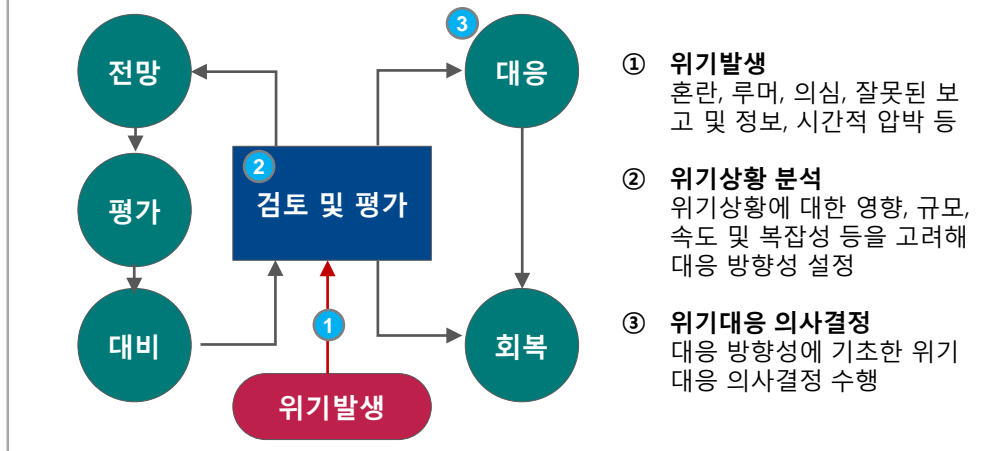 3
전망
대응
2
검토 및 평가
평가
1
대비
회복
위기발생
① 위기발생
혼란, 루머, 의심, 잘못된 보
고 및 정보, 시간적 압박 등
② 위기상황 분석
위기상황에 대한 영향, 규모,
속도 및 복잡성 등을 고려해
대응 방향성 설정
③ 위기대응 의사결정
대응 방향성에 기초한 위기
대응 의사결정 수행